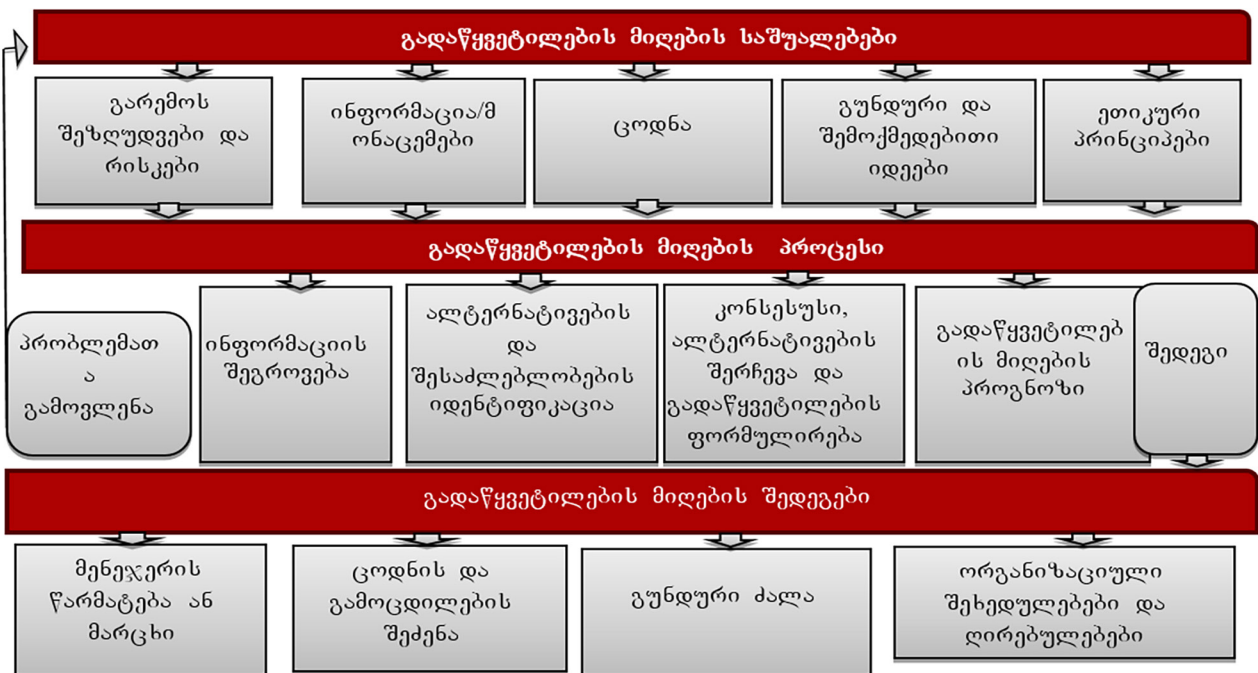 გადაწყვეტილების მიღების საშუალებები
გარემოს
შეზღუდვები და
რისკები
ინფორმაცია/მ
ონაცემები
ცოდნა
გუნდური და
შემოქმედებითი
იდეები
ეთიკური
პრინციპები
გადაწყვეტილების მიღების პროცესი
პრობლემათ
ა
გამოვლენა
ინფორმაციის
შეგროვება
ალტერნატივების
და
შესაძლებლობების
იდენტიფიკაცია
კონსესუსი,
ალტერნატივების
შერჩევა და
გადაწყვეტილების
ფორმულირება
გადაწყვეტილებ
ის მიღების
პროგნოზი
შედეგი
გადაწყვეტილების მიღების შედეგები
მენეჯერის
წარმატება ან
მარცხი
ცოდნის და
გამოცდილების
შეძენა
გუნდური ძალა
ორგანიზაციული
შეხედულებები და
ღირებულებები